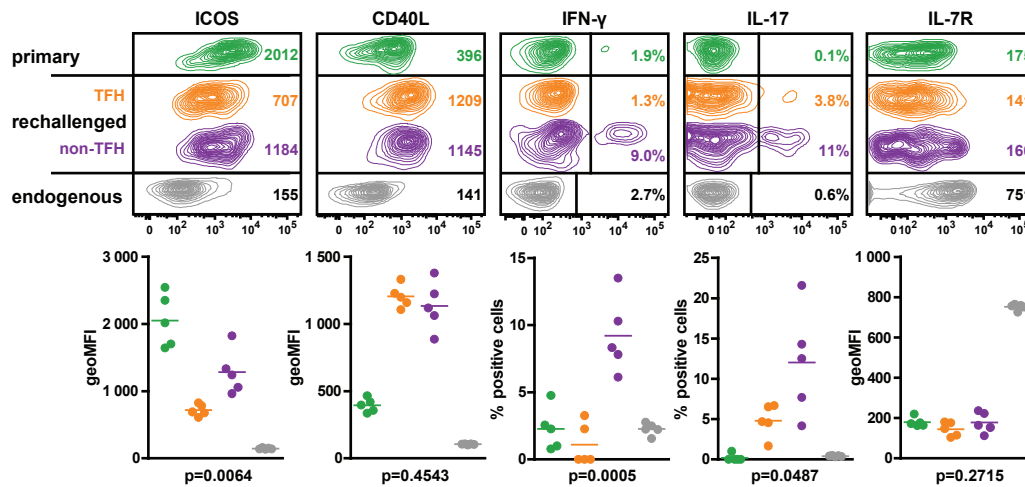 ICOS CD40L IFN-γ IL-17 IL-7R
primary 2012 396 1.9% 0.1%
TFH 707 1209 1.3% 3.8%
rechallenged
non-TFH 1184 1145 9.0% 11%
endogenous 155 141 2.7% 0.6%
0 10² 10³ 10⁴ 10⁵ 0 10² 10³ 10⁴ 10⁵ 0 10² 10³ 10⁴ 10⁵ 0 10² 10³ 10⁴ 10⁵ 0 10² 10³ 10⁴ 10⁵
geoMFI 3 000 2 000 1 000 0
geoMFI 1 500 1 000 500 0
% positive cells 15 10 5 0
% positive cells 25 20 15 10 5 0
geoMFI 1 000 800 600 400 200 0
p=0.0064 p=0.4543 p=0.0005 p=0.0487 p=0.2715